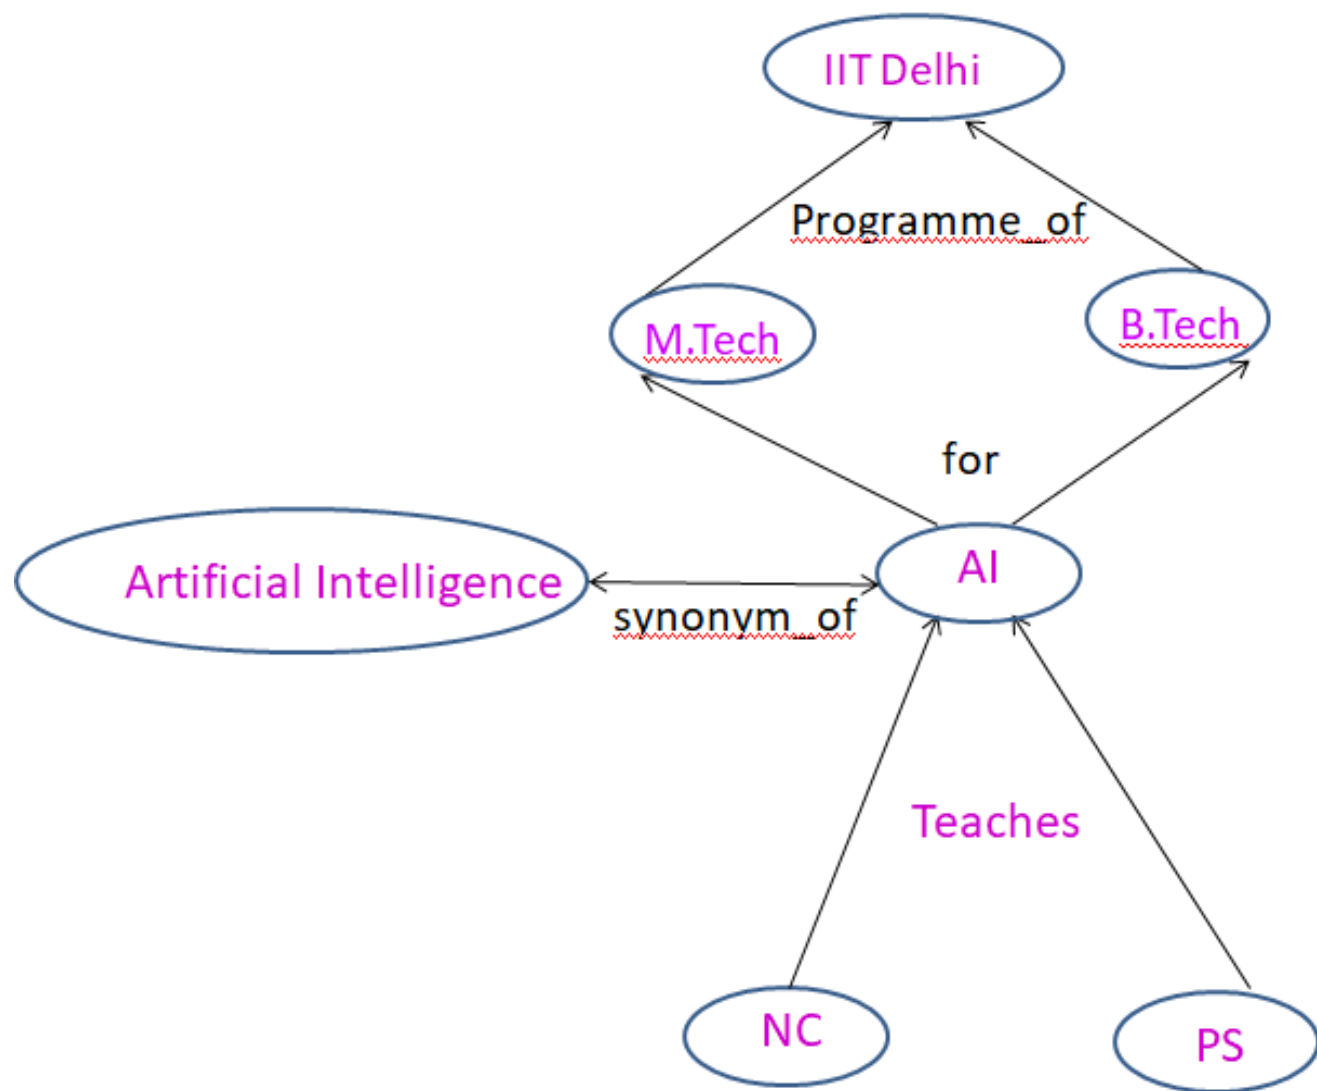 IIT Delhi
Programme_of
M.Tech
B.Tech
for
AI
Artificial Intelligence
synonym_of
Teaches
NC
PS